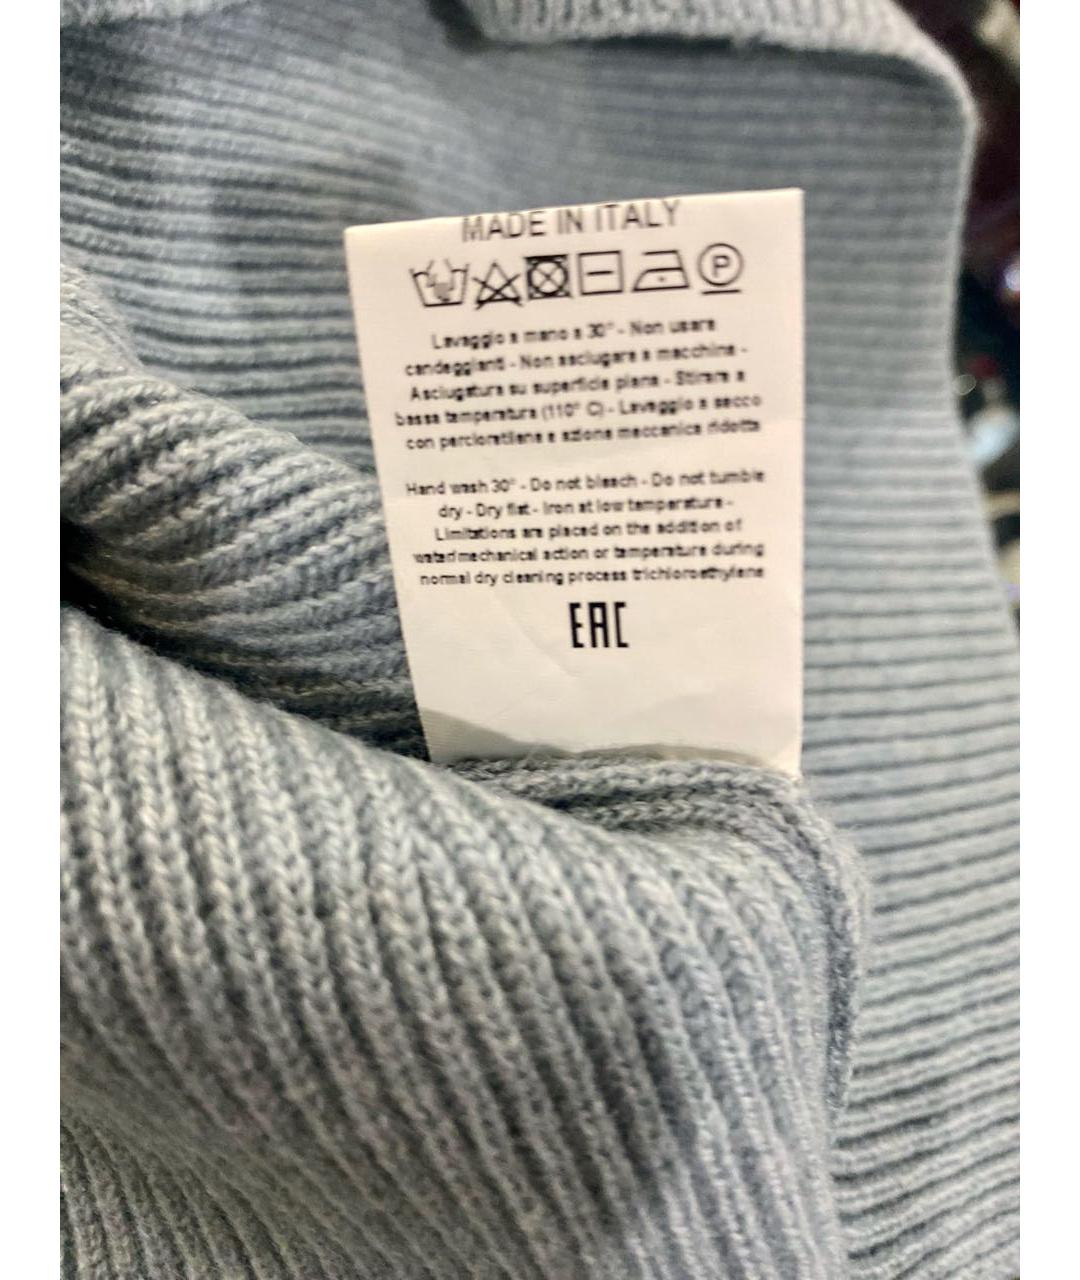 MADE IN ITALY
P
Lavaggio a mano a 30° - Non usare
candeggianti - Non asciugare a macchina -
Asciugatura su superficie piana - Stirare a
bassa temperatura (110° C) - Lavaggio a secco
con percloretilene e azione meccanica ridotta
Hand wash 30° - Do not bleach - Do not tumble
dry - Dry flat - Iron at low temperature -
Limitations are placed on the addition of
water/mechanical action or temperature during
normal dry cleaning process trichloroethylene
EAC